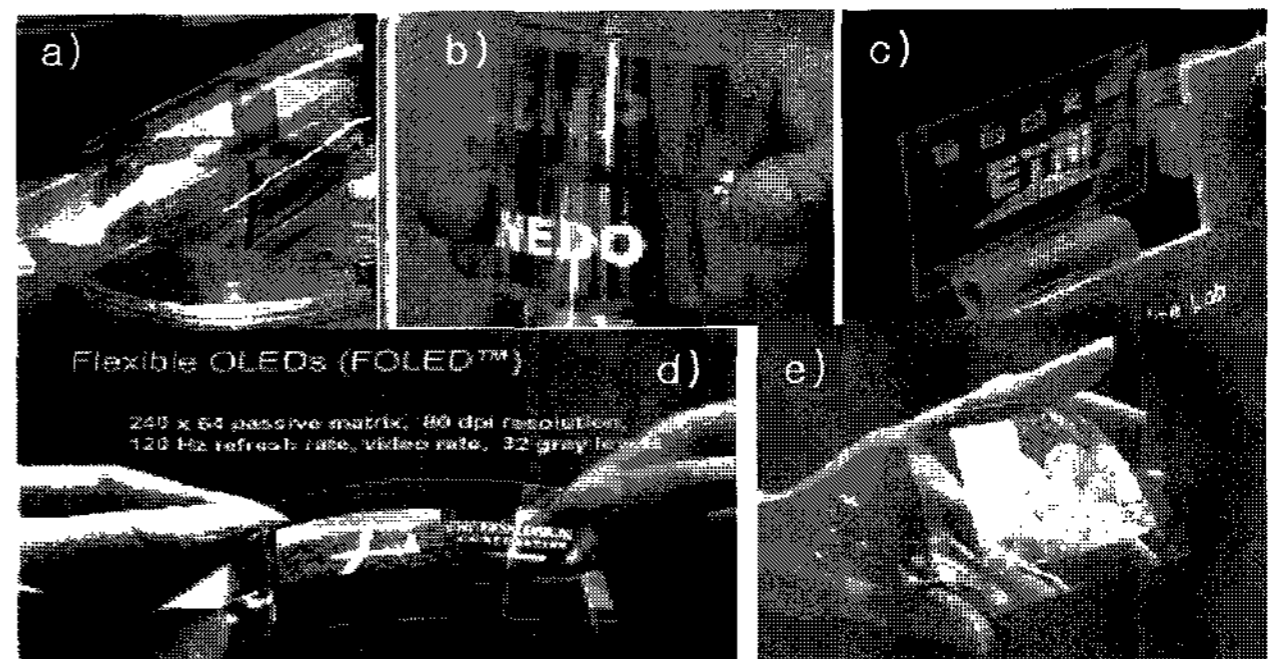 a)
b)
c)
NEDO
ETRI
Lab
Flexible OLEDs (FOLED™)
d)
e)
240 x 64 passive matrix, 80 dpi resolution,
120 Hz refresh rate, video rate, 32 gray